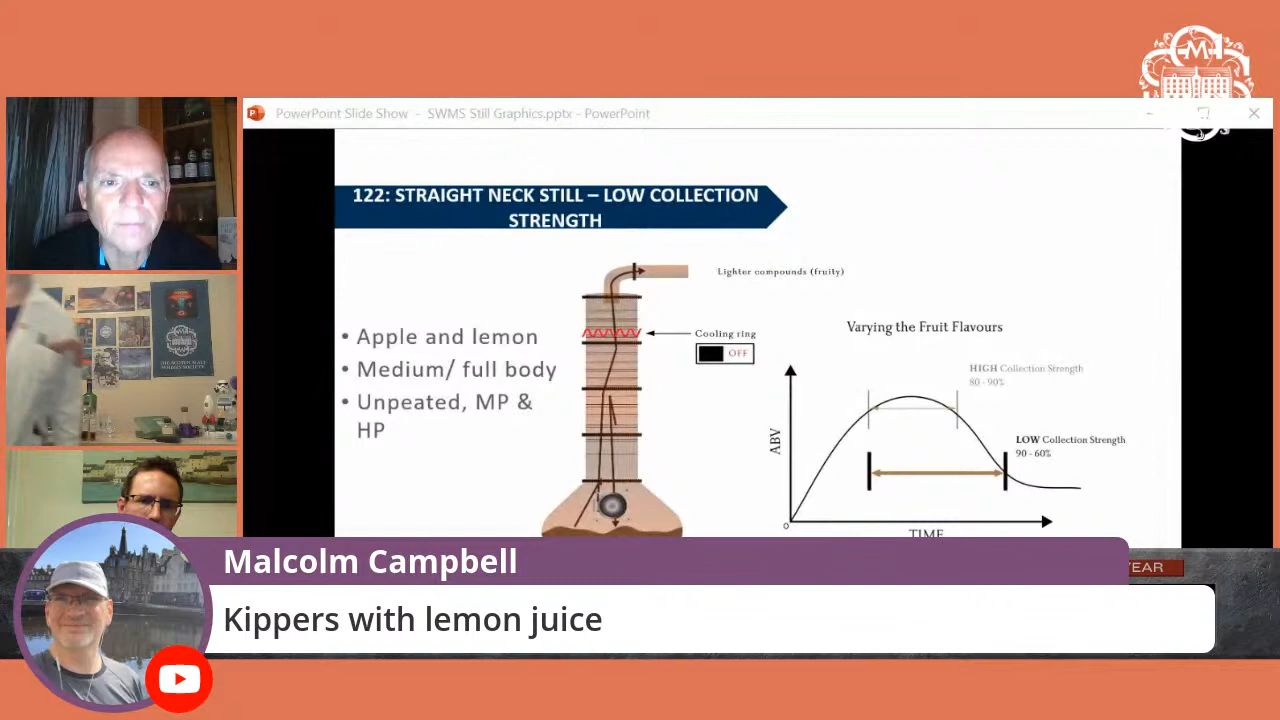 M
PowerPoint Slide Show - SWMS Still Graphics.pptx - PowerPoint
122: STRAIGHT NECK STILL – LOW COLLECTION
STRENGTH
• Apple and lemon
• Medium/ full body
• Unpeated, MP &
HP
Lighter compounds (fruity)
Cooling ring
OFF
Varying the Fruit Flavours
HIGH Collection Strength
80 - 90%
LOW Collection Strength
90 - 60%
ABV
0
TIME
YEAR
Malcolm Campbell
Kippers with lemon juice